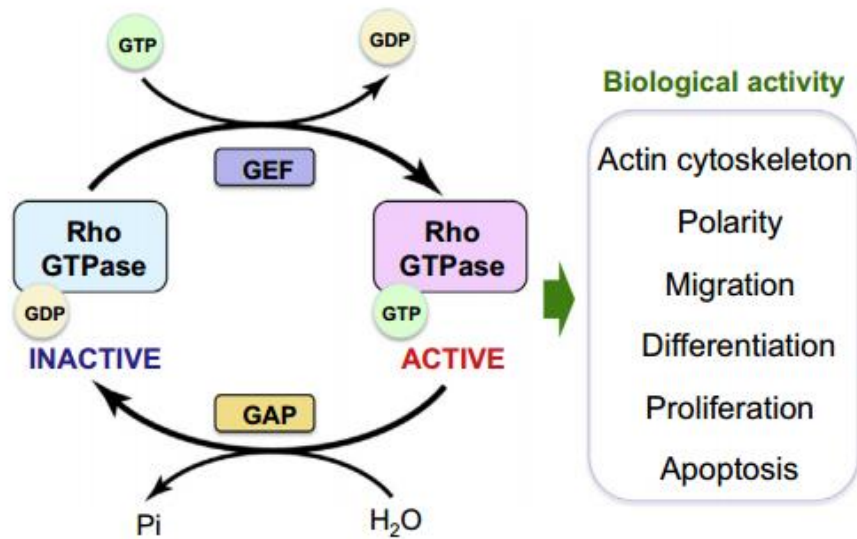 GTP
GDP
GEF
Rho
GTPase
GDP
INACTIVE
Rho
GTPase
GTP
ACTIVE
GAP
Pi
H₂O
Biological activity
Actin cytoskeleton
Polarity
Migration
Differentiation
Proliferation
Apoptosis